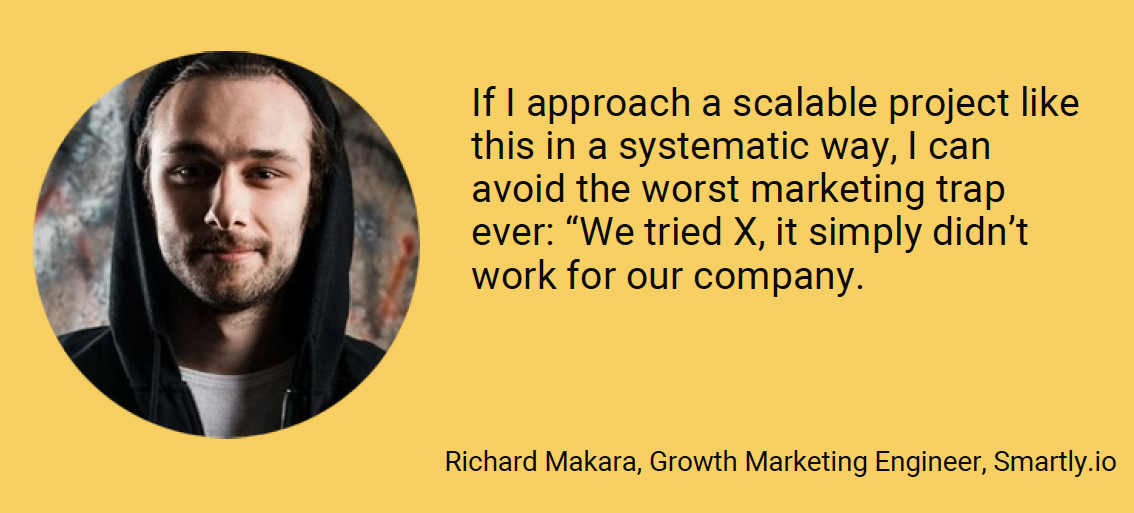 If I approach a scalable project like
this in a systematic way, I can
avoid the worst marketing trap
ever: “We tried X, it simply didn’t
work for our company.
Richard Makara, Growth Marketing Engineer, Smartly.io